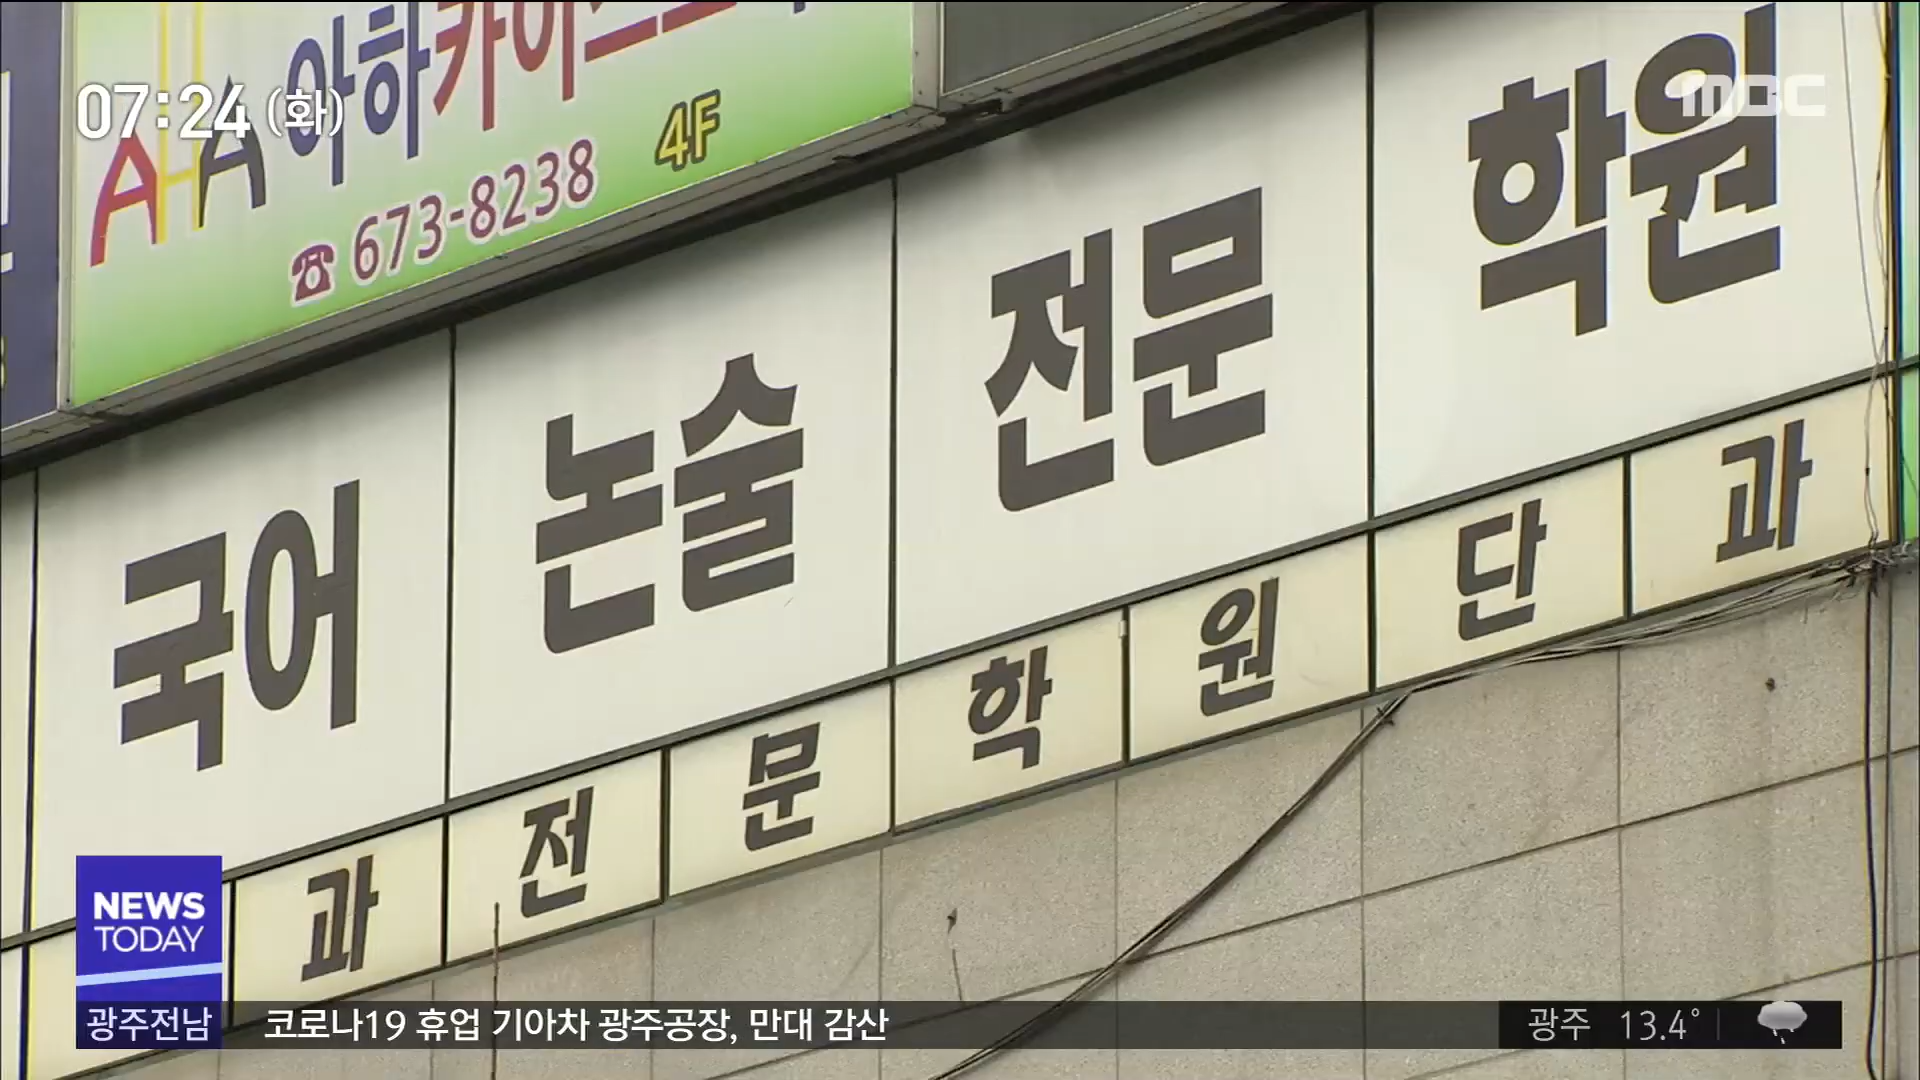 07:24 (화)
MBC
AHA 아하
673-8238 4F
국어 논술 전문 학원
과 전문 학원 단과
NEWS
TODAY
광주전남
코로나19 휴업 기아차 광주공장, 만대 감산
광주 13.4°